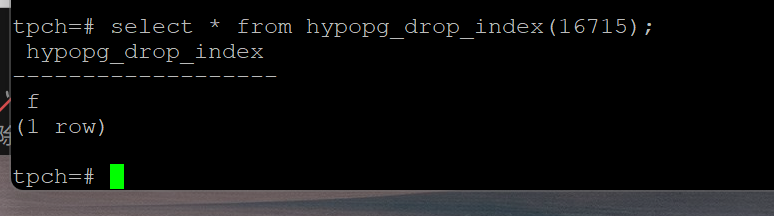 tpch=# select * from hypopg_drop_index(16715);
 hypopg_drop_index
-------------------
 f
(1 row)
tpch=#